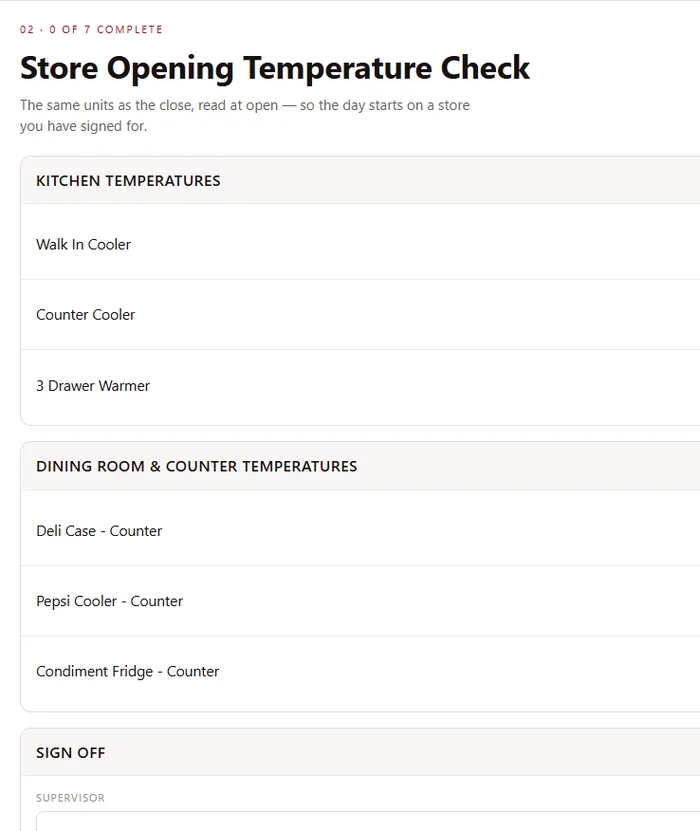 02 · 0 OF 7 COMPLETE
Store Opening Temperature Check
The same units as the close, read at open — so the day starts on a store
you have signed for.
KITCHEN TEMPERATURES
Walk In Cooler
Counter Cooler
3 Drawer Warmer
DINING ROOM & COUNTER TEMPERATURES
Deli Case - Counter
Pepsi Cooler - Counter
Condiment Fridge - Counter
SIGN OFF
SUPERVISOR